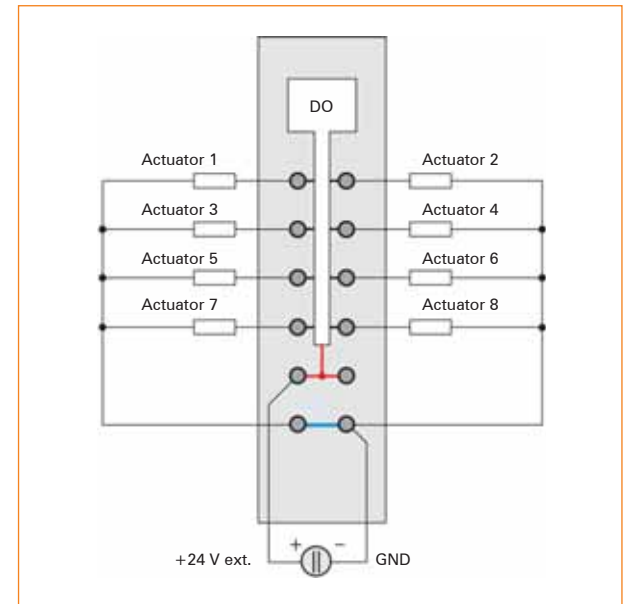 DO
Actuator 1
Actuator 2
Actuator 3
Actuator 4
Actuator 5
Actuator 6
Actuator 7
Actuator 8
+ −
+24 V ext.
GND